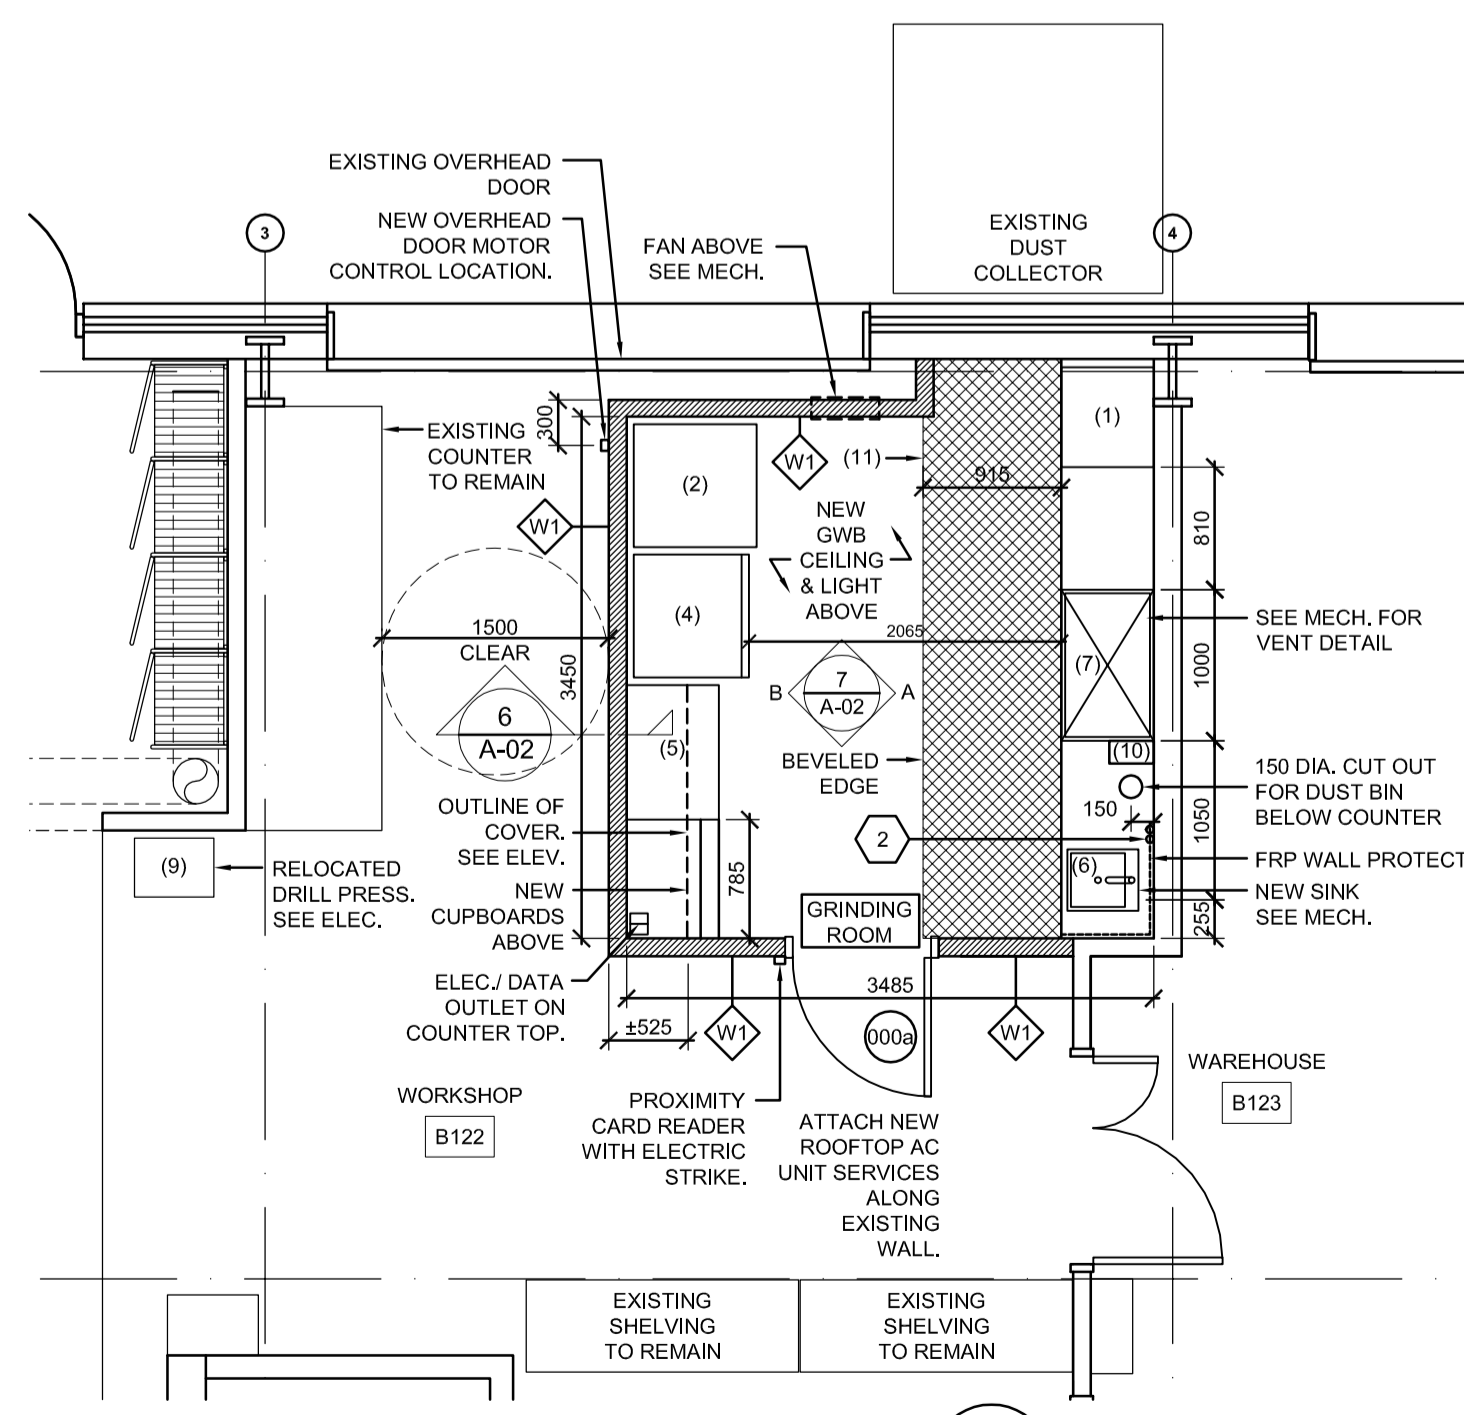 EXISTING OVERHEAD
DOOR
NEW OVERHEAD
DOOR MOTOR
CONTROL LOCATION.
FAN ABOVE
SEE MECH.
EXISTING
DUST
COLLECTOR
3
4
300
EXISTING
COUNTER
TO REMAIN
W1
(2)
W1
(11)
915
(1)
810
NEW
GWB
CEILING
& LIGHT
ABOVE
(4)
1500
CLEAR
3450
2065
(7)
1000
SEE MECH. FOR
VENT DETAIL
6
A-02
(5)
B
7
A-02
A
BEVELED
EDGE
(10)
150 DIA. CUT OUT
FOR DUST BIN
BELOW COUNTER
150
1050
OUTLINE OF
COVER.
SEE ELEV.
2
(6)
FRP WALL PROTECT
NEW SINK
SEE MECH.
255
(9)
RELOCATED
DRILL PRESS.
SEE ELEC.
NEW
CUPBOARDS
ABOVE
785
GRINDING
ROOM
ELEC./ DATA
OUTLET ON
COUNTER TOP.
3485
±525
W1
000a
W1
WORKSHOP
B122
PROXIMITY
CARD READER
WITH ELECTRIC
STRIKE.
ATTACH NEW
ROOFTOP AC
UNIT SERVICES
ALONG
EXISTING
WALL.
WAREHOUSE
B123
EXISTING
SHELVING
TO REMAIN
EXISTING
SHELVING
TO REMAIN